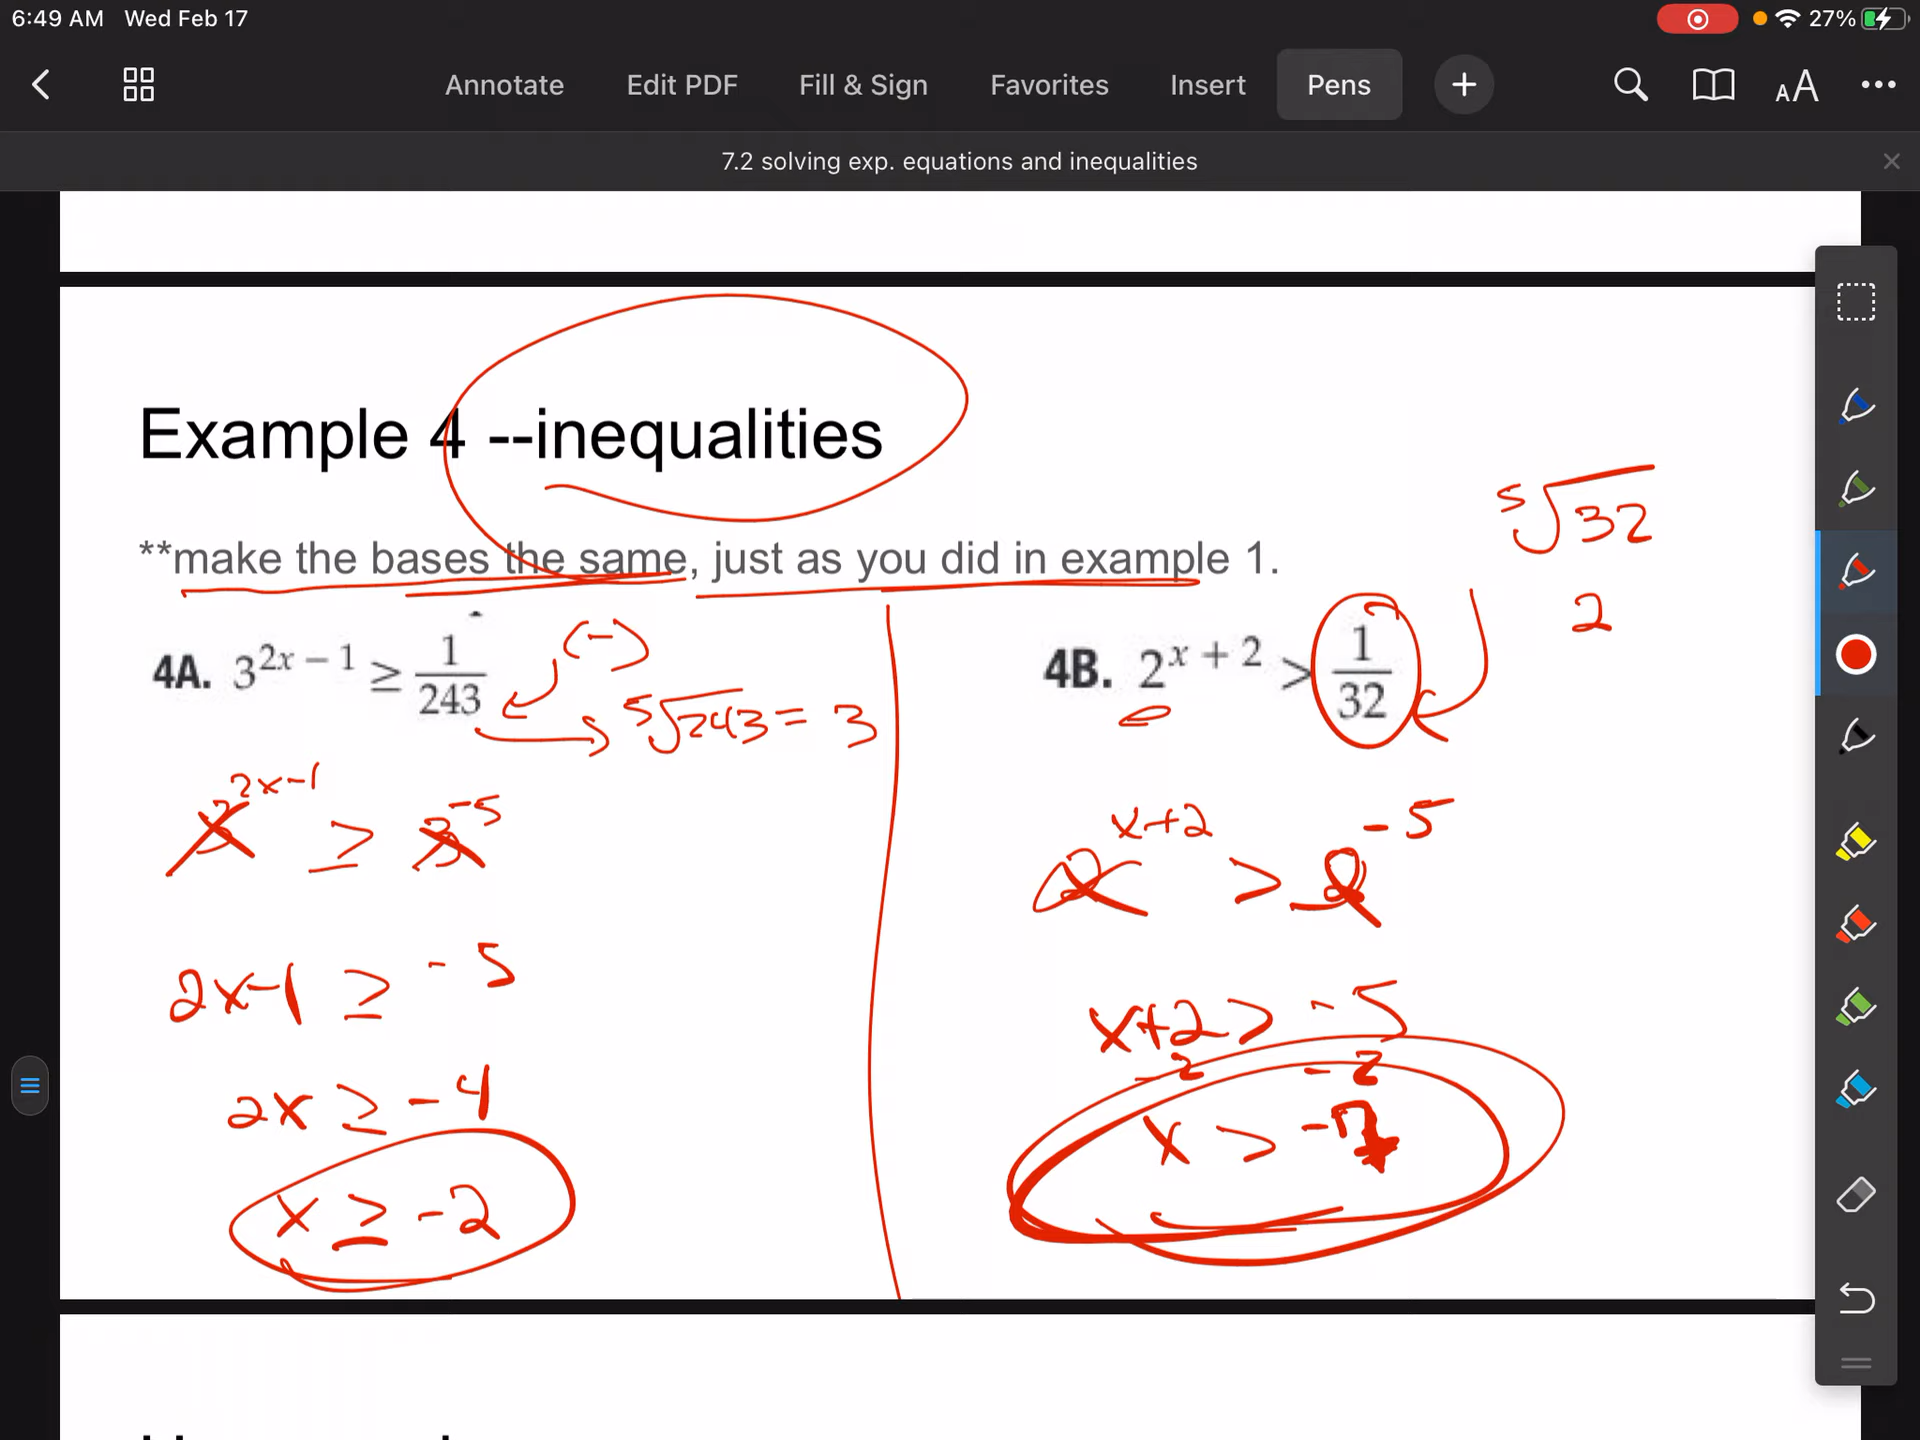 6:49 AM Wed Feb 17 27%
Annotate Edit PDF Fill & Sign Favorites Insert Pens + AA
7.2 solving exp. equations and inequalities
Example 4 --inequalities
**make the bases the same, just as you did in example 1.
4A. 3^{2x − 1} ≥ 1/243
(−)
⁵√243 = 3
3^{2x−1} ≥ 3^{−5}
2x−1 ≥ −5
2x ≥ −4
x ≥ −2
⁵√32
2
4B. 2^{x + 2} > 1/32
2^{x+2} > 2^{−5}
x+2 > −5
−2 −2
x > −7